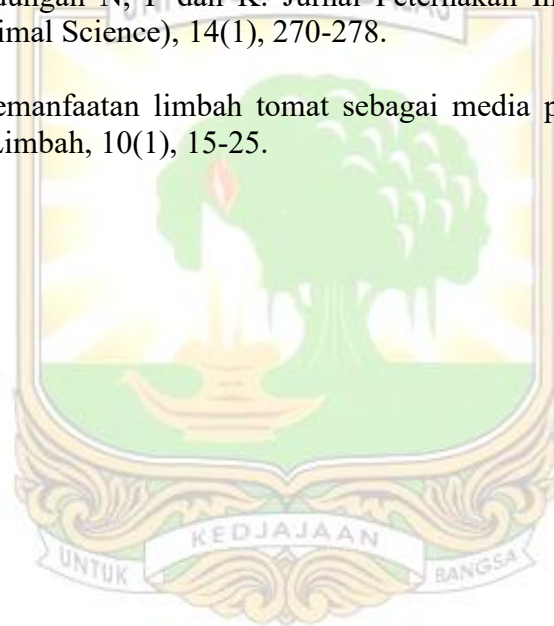 dungan N, P dan K. Jurnal Peternakan In
imal Science), 14(1), 270-278.
emanfaatan limbah tomat sebagai media p
Limbah, 10(1), 15-25.
UNTUK KEDJAJAAN BANGSA